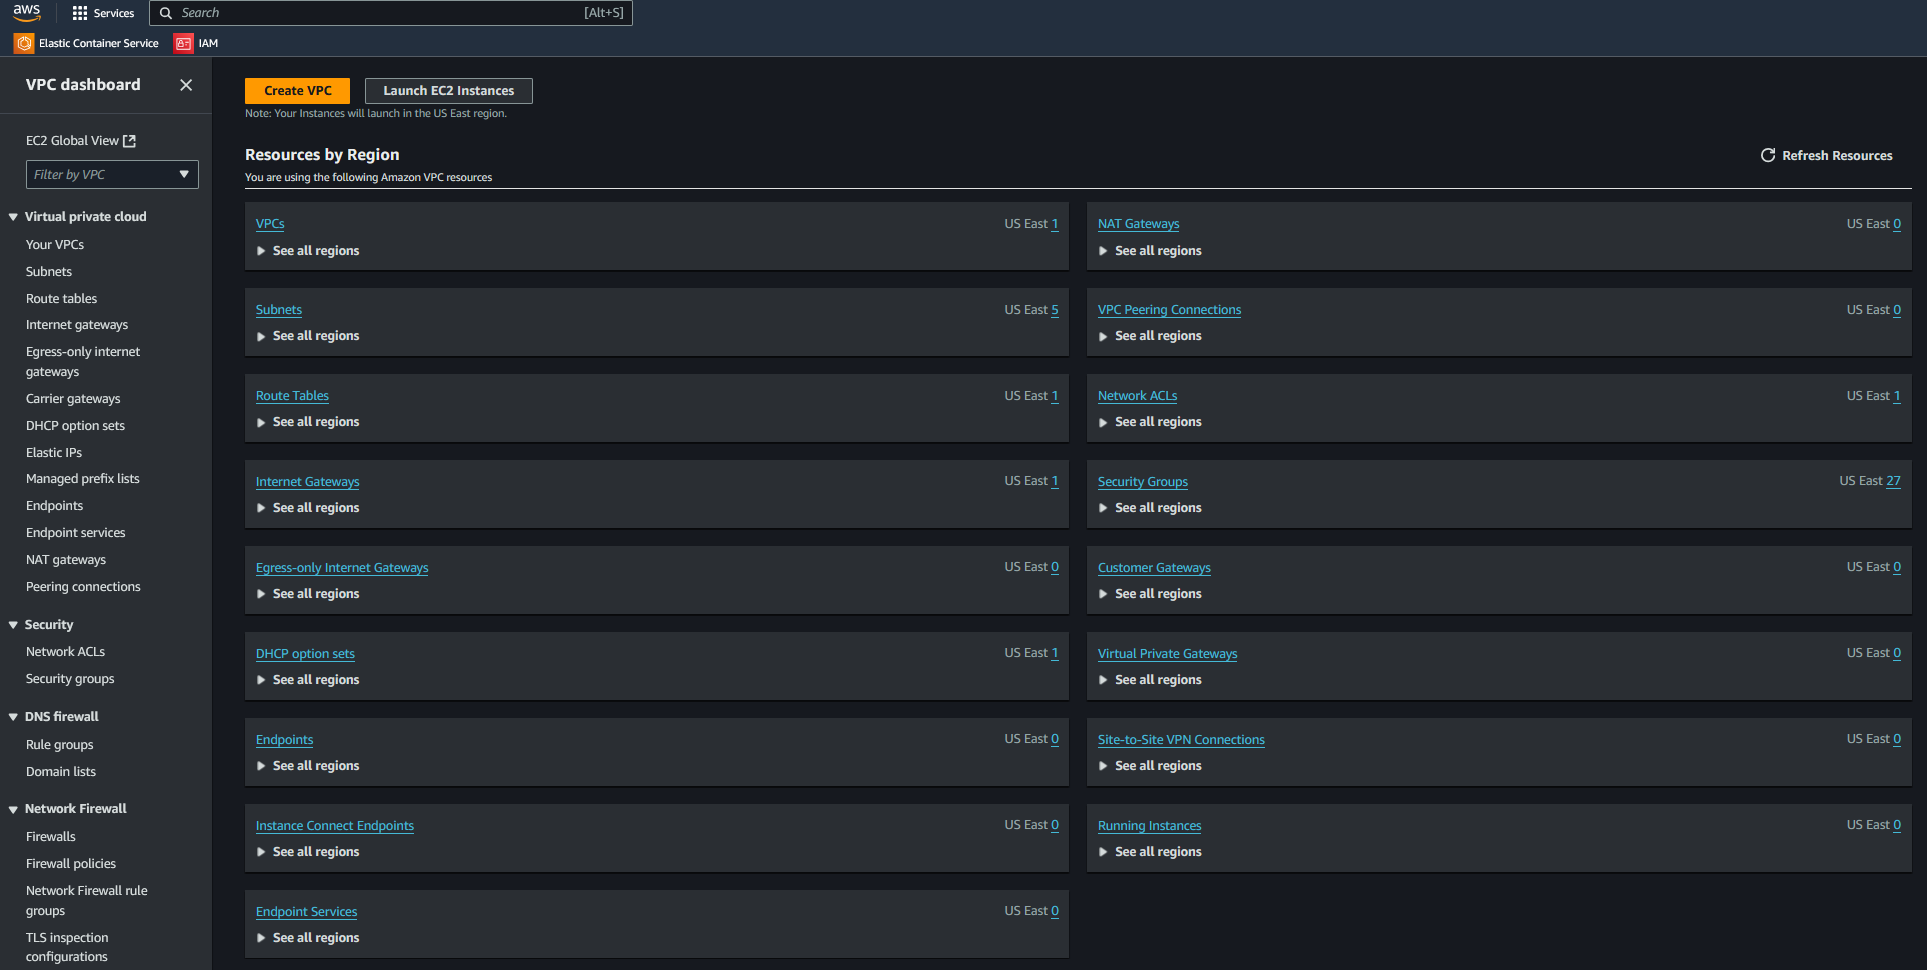 aws
Services
Search
[Alt+S]
Elastic Container Service
IAM
VPC dashboard
EC2 Global View
Filter by VPC
Virtual private cloud
Your VPCs
Subnets
Route tables
Internet gateways
Egress-only internet
gateways
Carrier gateways
DHCP option sets
Elastic IPs
Managed prefix lists
Endpoints
Endpoint services
NAT gateways
Peering connections
Security
Network ACLs
Security groups
DNS firewall
Rule groups
Domain lists
Network Firewall
Firewalls
Firewall policies
Network Firewall rule
groups
TLS inspection
configurations
Create VPC
Launch EC2 Instances
Note: Your Instances will launch in the US East region.
Resources by Region
Refresh Resources
You are using the following Amazon VPC resources
VPCs US East 1
See all regions
NAT Gateways US East 0
See all regions
Subnets US East 5
See all regions
VPC Peering Connections US East 0
See all regions
Route Tables US East 1
See all regions
Network ACLs US East 1
See all regions
Internet Gateways US East 1
See all regions
Security Groups US East 27
See all regions
Egress-only Internet Gateways US East 0
See all regions
Customer Gateways US East 0
See all regions
DHCP option sets US East 1
See all regions
Virtual Private Gateways US East 0
See all regions
Endpoints US East 0
See all regions
Site-to-Site VPN Connections US East 0
See all regions
Instance Connect Endpoints US East 0
See all regions
Running Instances US East 0
See all regions
Endpoint Services US East 0
See all regions